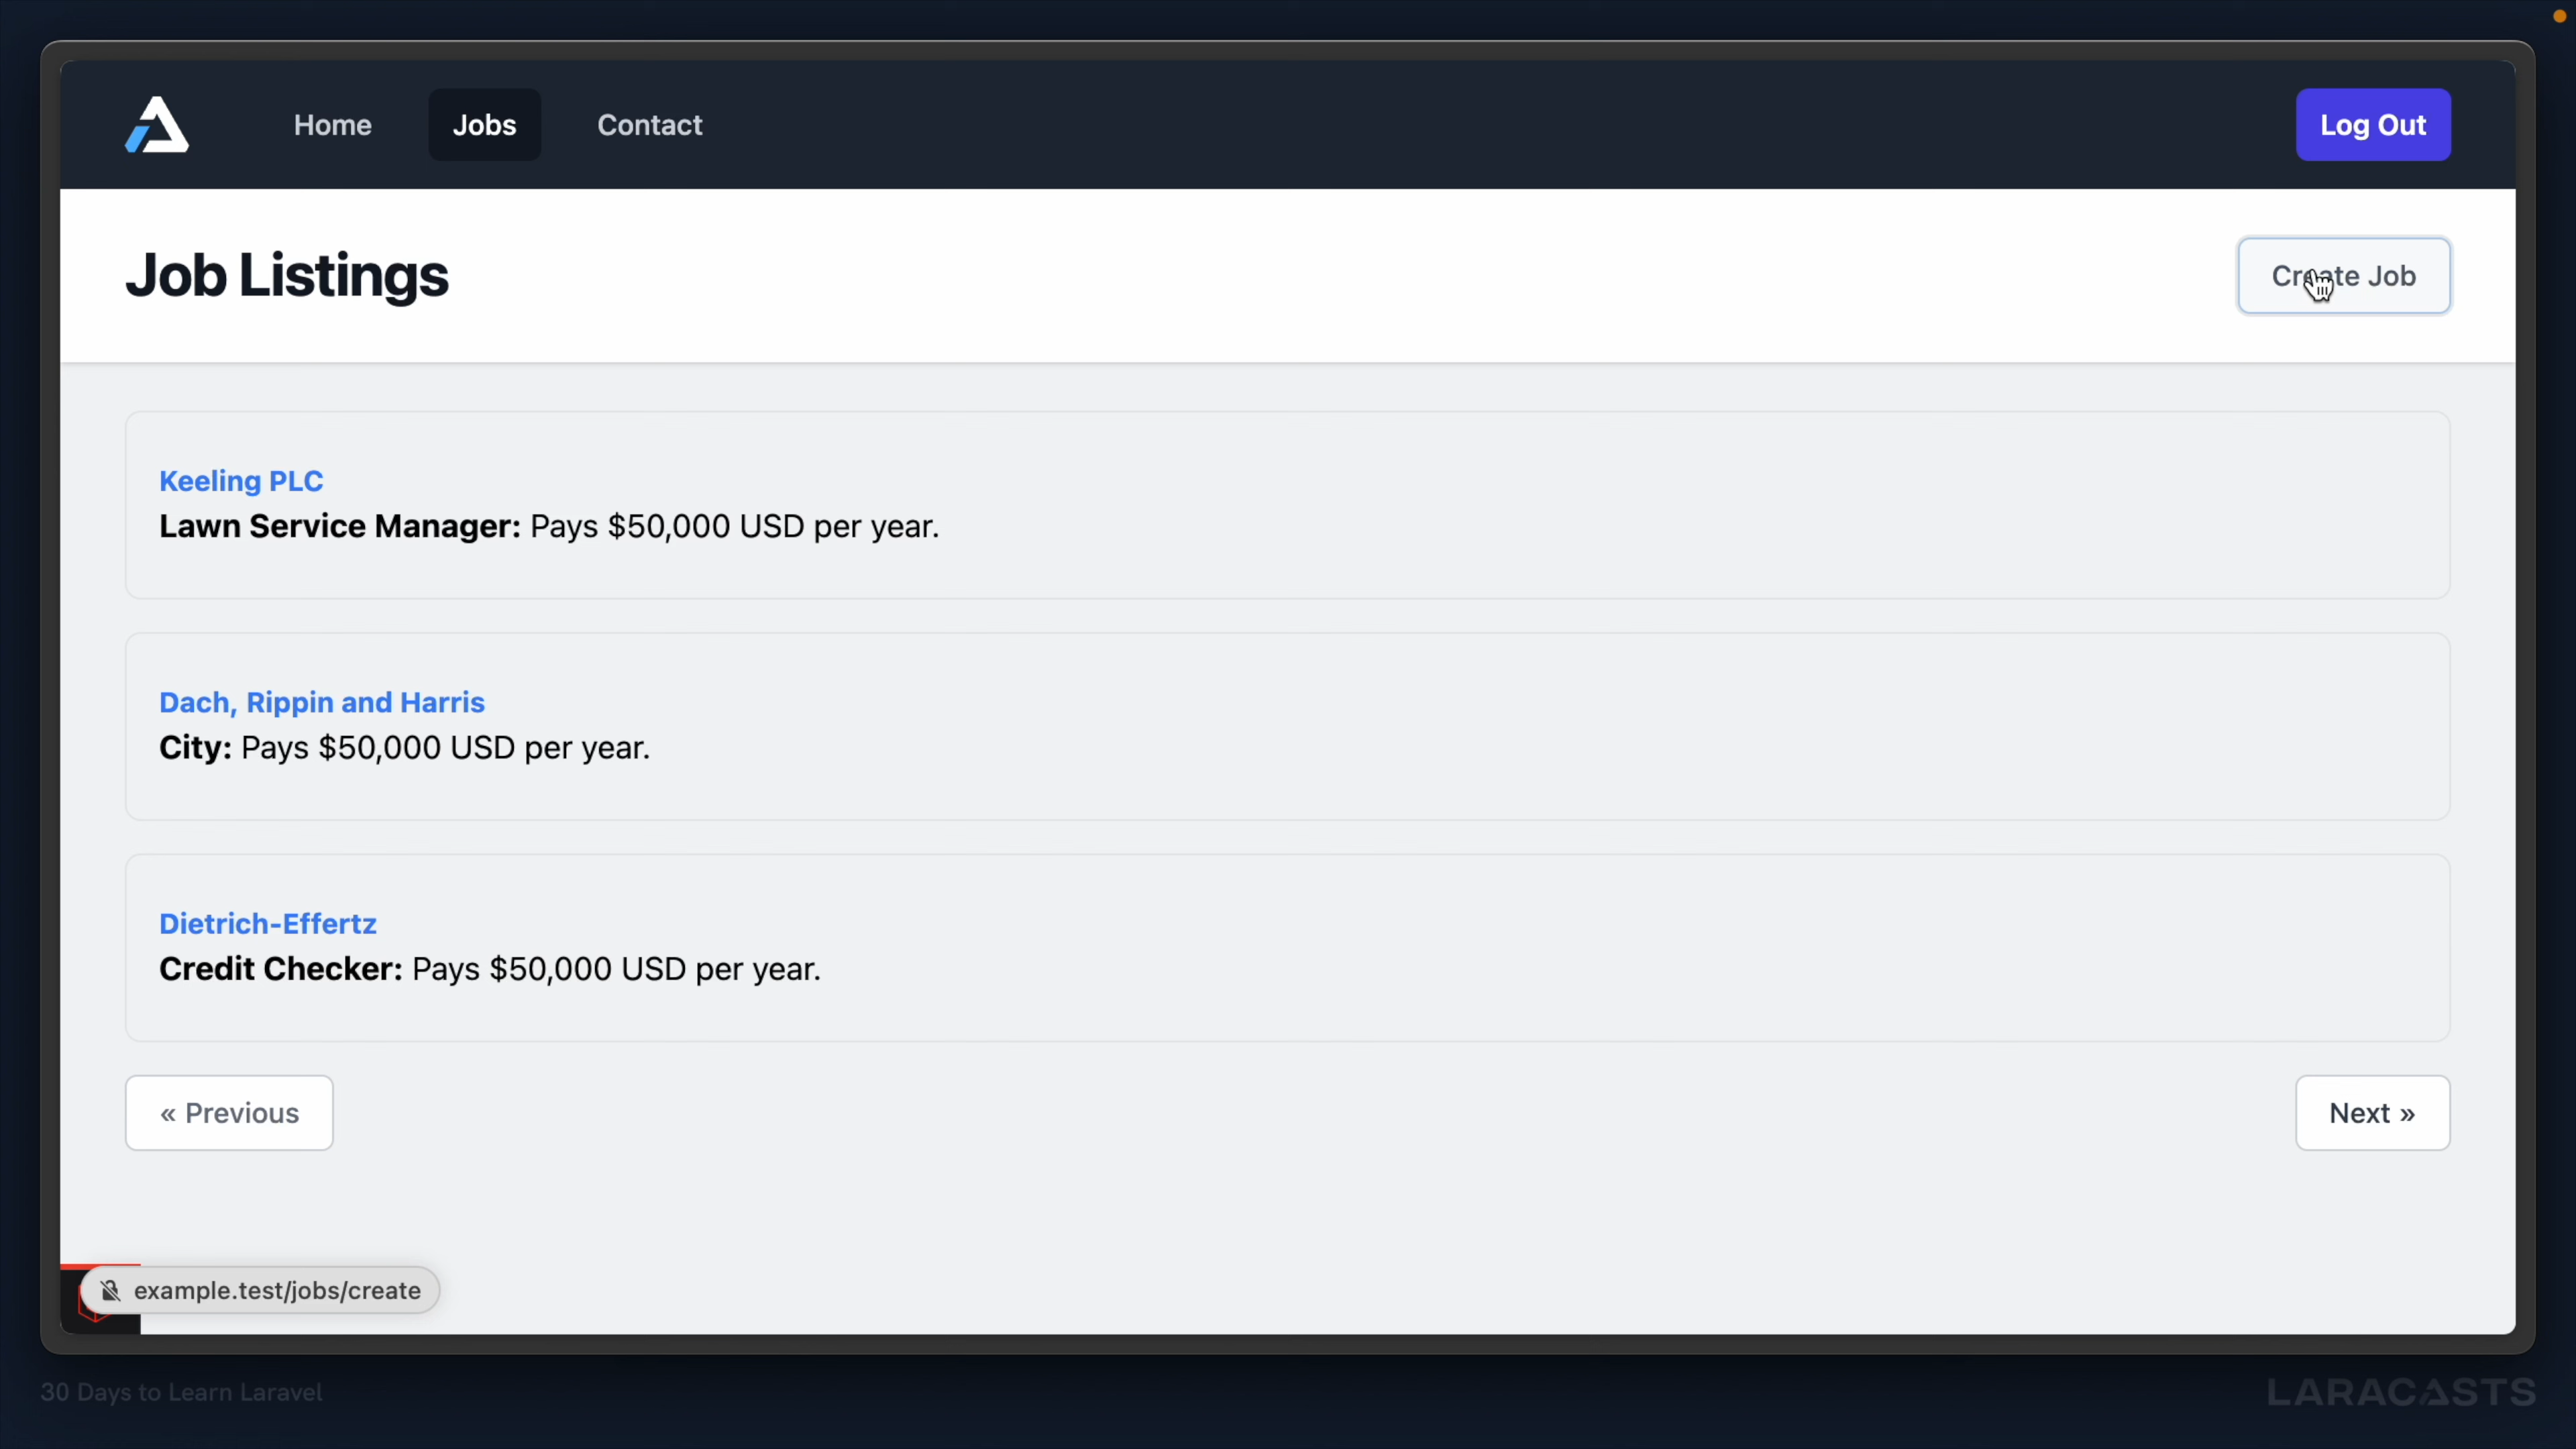 Home
Jobs
Contact
Log Out
Job Listings
Create Job
Keeling PLC
Lawn Service Manager: Pays $50,000 USD per year.
Dach, Rippin and Harris
City: Pays $50,000 USD per year.
Dietrich-Effertz
Credit Checker: Pays $50,000 USD per year.
« Previous
Next »
example.test/jobs/create
30 Days to Learn Laravel
LARACASTS